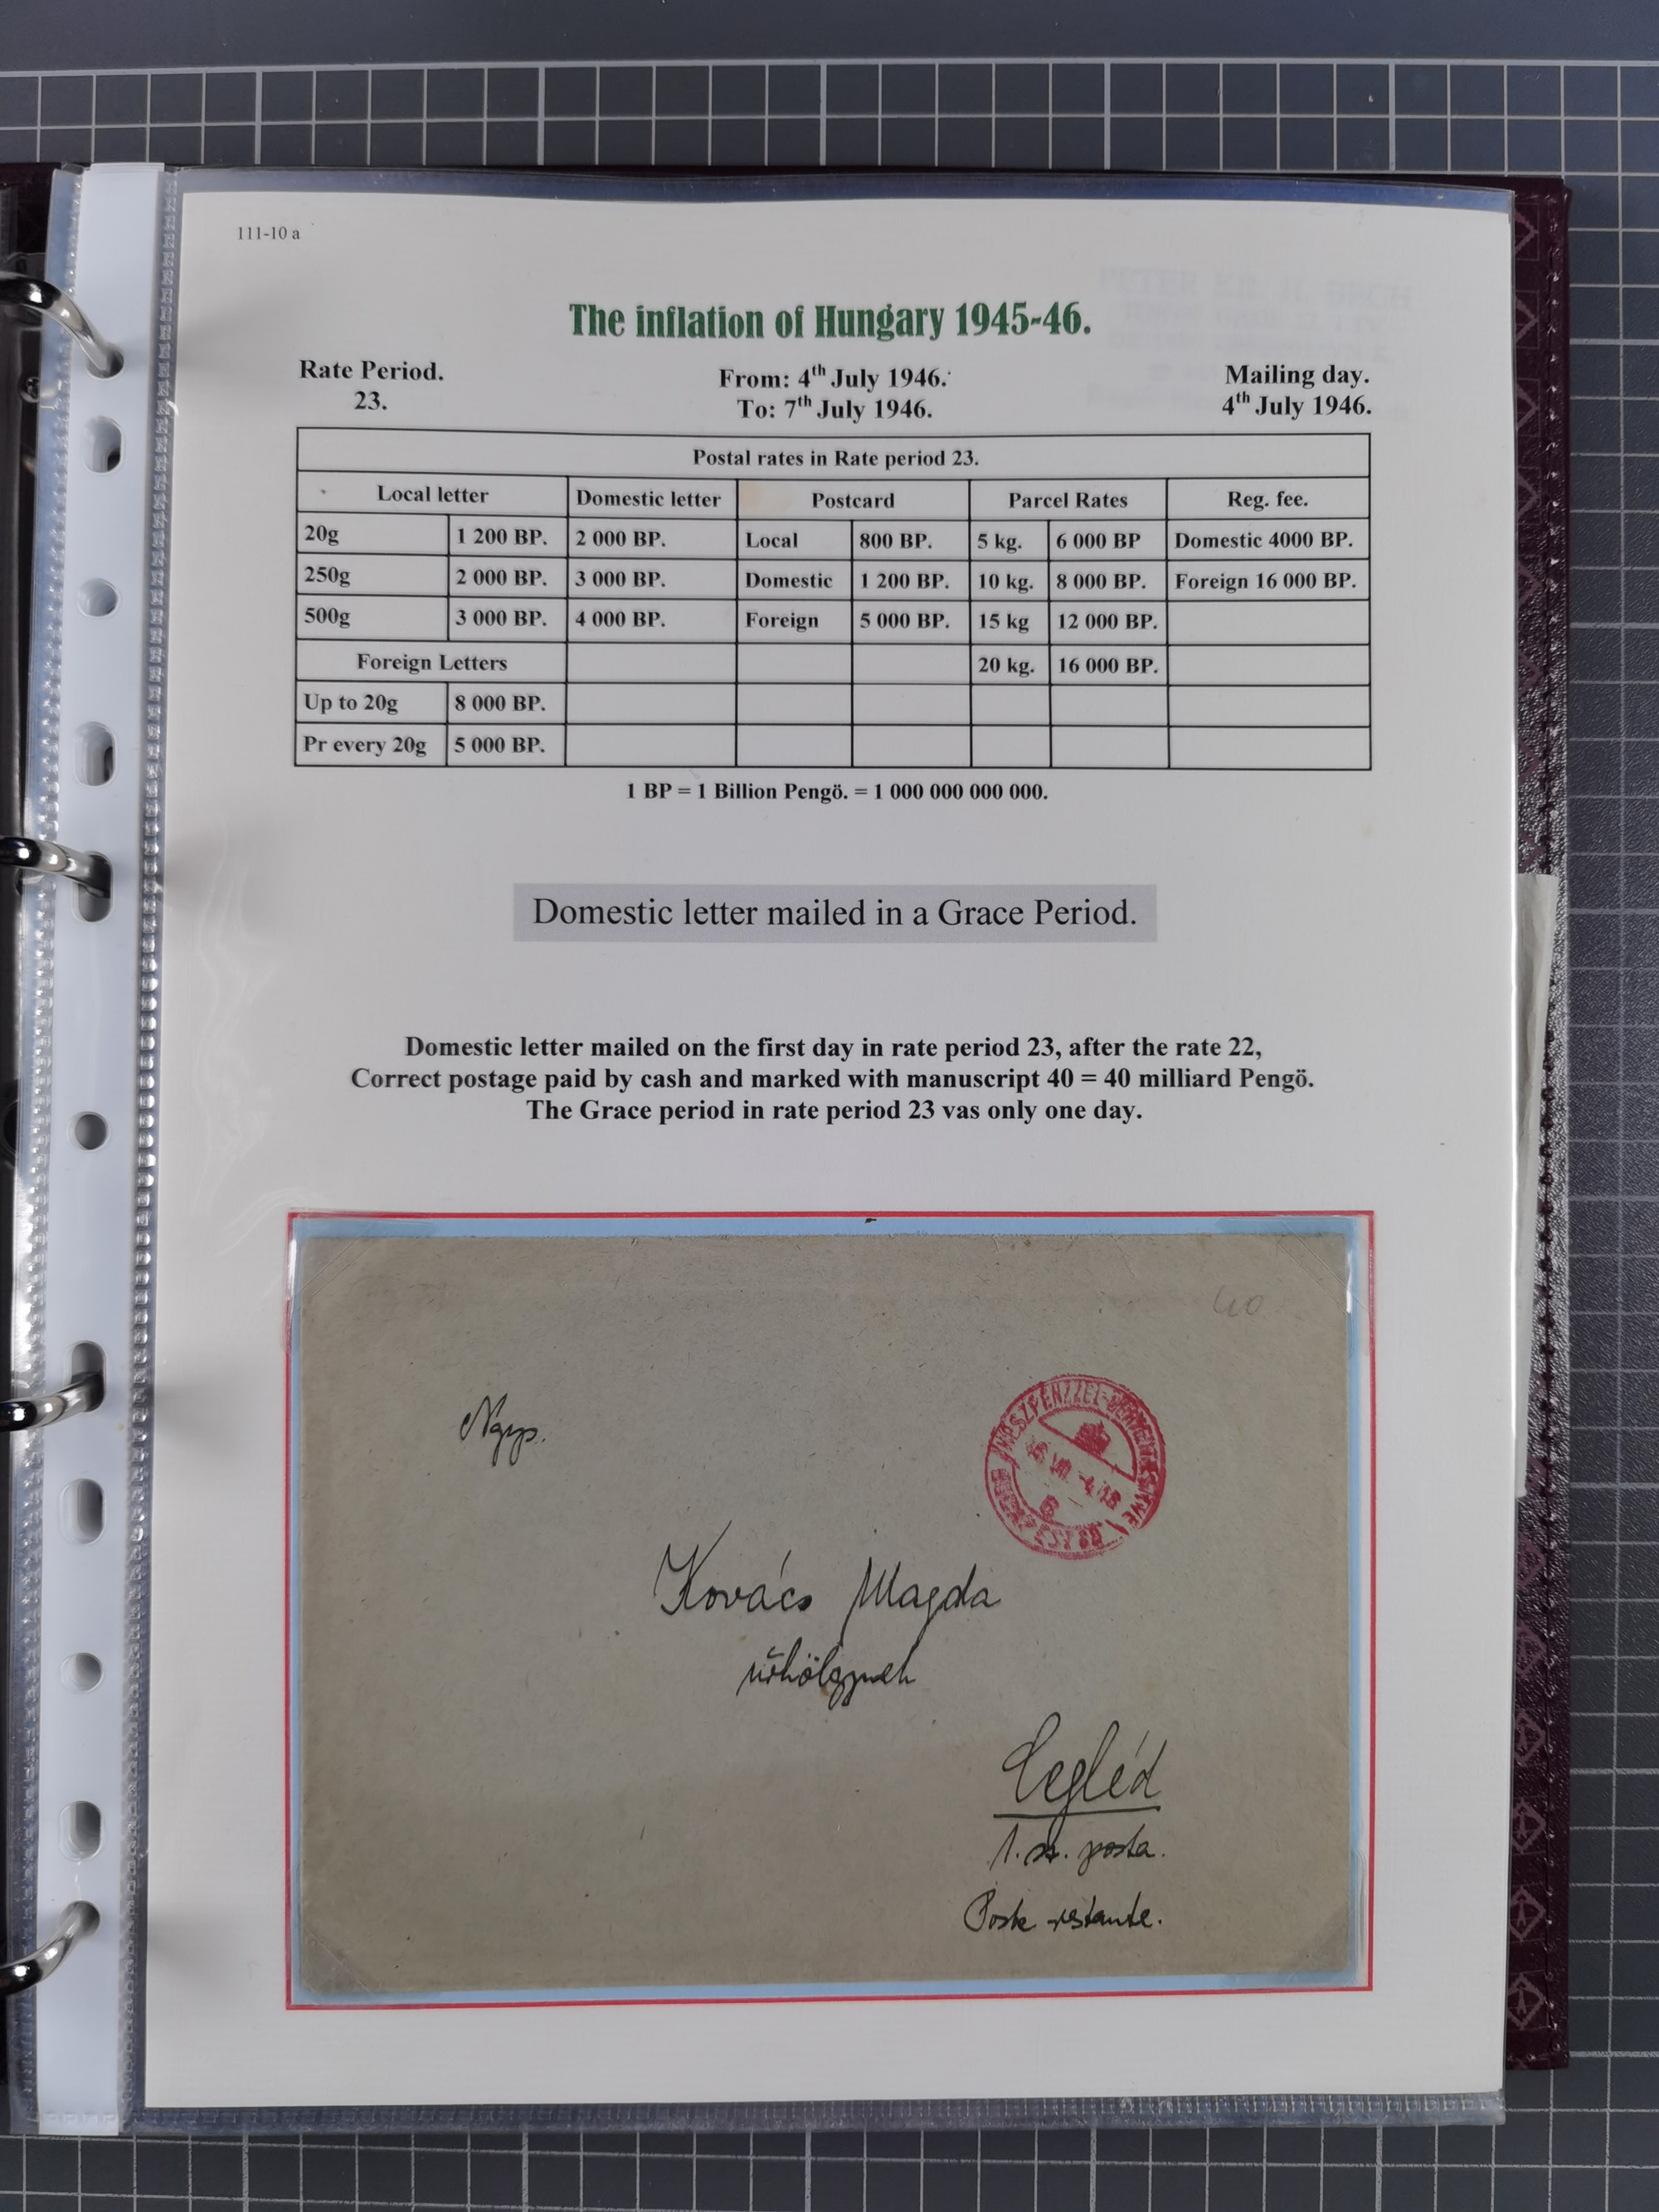 111-10 a
The inflation of Hungary 1945-46.
Rate Period.
23.
From: 4th July 1946.
To: 7th July 1946.
Mailing day.
4th July 1946.
Postal rates in Rate period 23.
Local letter Domestic letter Postcard Parcel Rates Reg. fee.
20g 1 200 BP. 2 000 BP. Local 800 BP. 5 kg. 6 000 BP Domestic 4000 BP.
250g 2 000 BP. 3 000 BP. Domestic 1 200 BP. 10 kg. 8 000 BP. Foreign 16 000 BP.
500g 3 000 BP. 4 000 BP. Foreign 5 000 BP. 15 kg 12 000 BP.
Foreign Letters 20 kg. 16 000 BP.
Up to 20g 8 000 BP.
Pr every 20g 5 000 BP.
1 BP = 1 Billion Pengö. = 1 000 000 000 000.
Domestic letter mailed in a Grace Period.
Domestic letter mailed on the first day in rate period 23, after the rate 22,
Correct postage paid by cash and marked with manuscript 40 = 40 milliard Pengö.
The Grace period in rate period 23 vas only one day.
40
Ngys.
KÉSZPÉNZZEL BÉRMENTESÍTVE
BUDAPEST
Kovács Magda
úrhölgynek
Cegléd
1. sz. posta.
Poste restante.